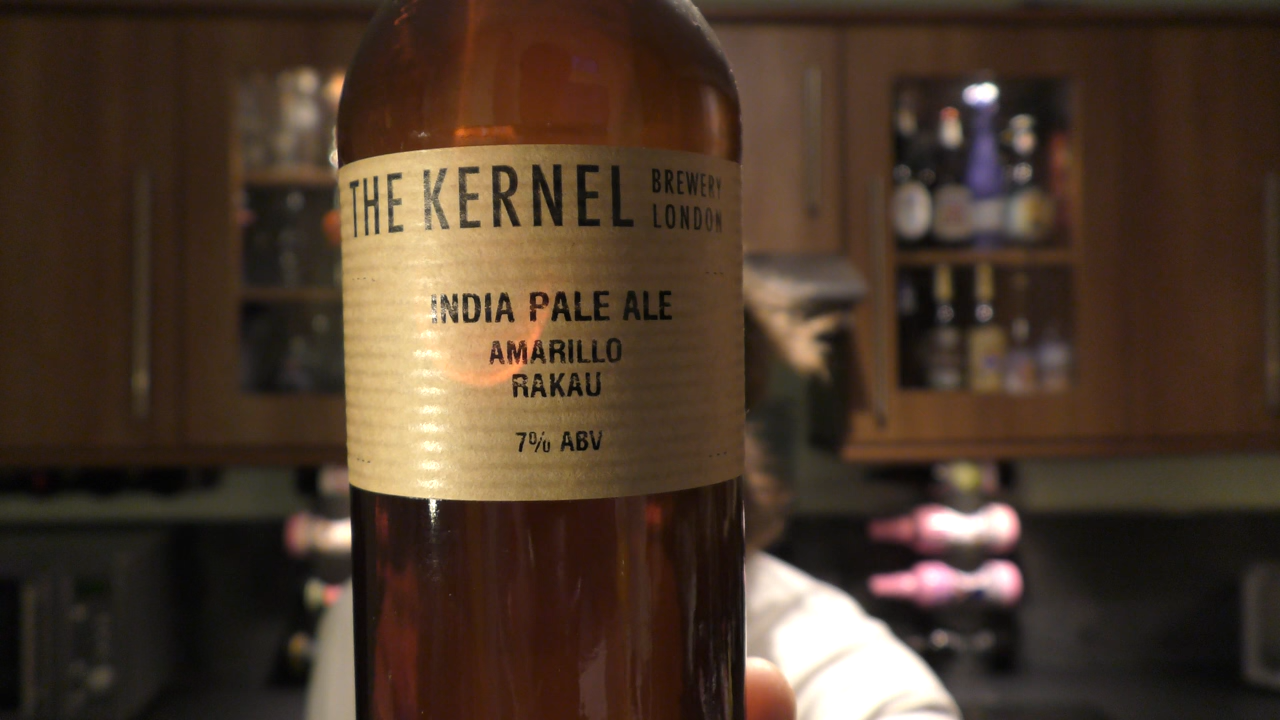 THE KERNEL BREWERY LONDON
INDIA PALE ALE
AMARILLO
RAKAU
7% ABV